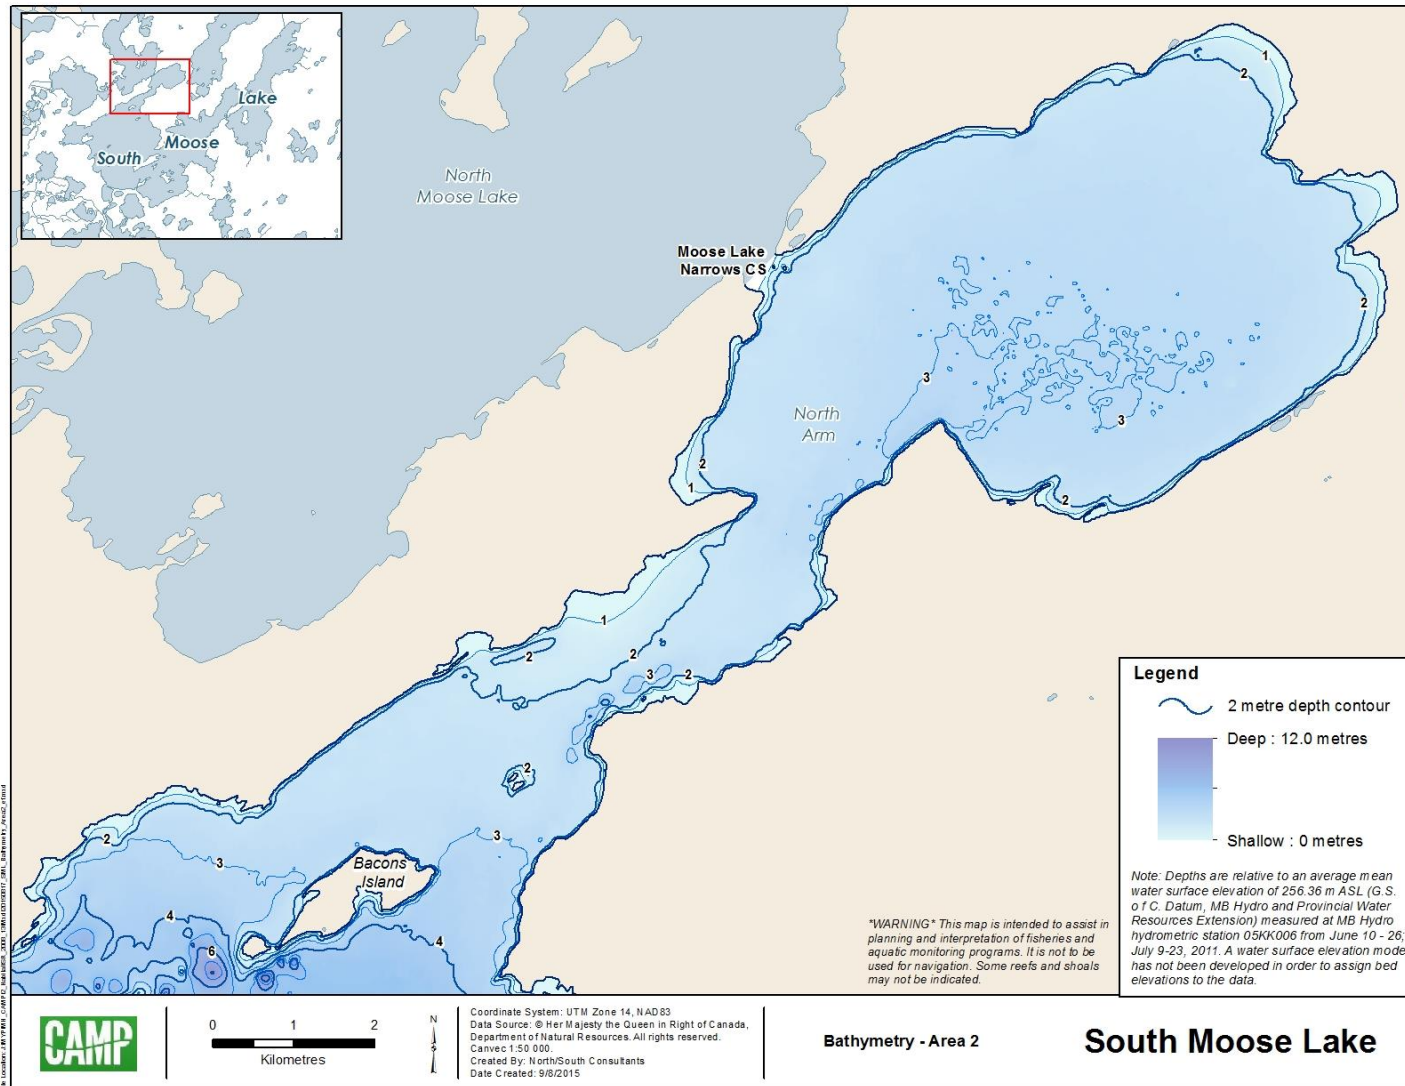 Lake
Moose
South
North
Moose Lake
Moose Lake
Narrows CS
North
Arm
Bacons
Island
1
2
2
3
3
2
1
2
1
2
2
3
2
2
3
2
3
4
6
4
Legend
2 metre depth contour
Deep : 12.0 metres
Shallow : 0 metres
Note: Depths are relative to an average mean
water surface elevation of 256.36 m ASL (G.S.
o f C. Datum, MB Hydro and Provincial Water
Resources Extension) measured at MB Hydro
hydrometric station 05KK006 from June 10 - 26;
July 9-23, 2011. A water surface elevation mode
has not been developed in order to assign bed
elevations to the data.
*WARNING* This map is intended to assist in
planning and interpretation of fisheries and
aquatic monitoring programs. It is not to be
used for navigation. Some reefs and shoals
may not be indicated.
CAMP
0 1 2
Kilometres
N
Coordinate System: UTM Zone 14, NAD83
Data Source: © Her Majesty the Queen in Right of Canada,
Department of Natural Resources. All rights reserved.
Canvec 1:50 000.
Created By: North/South Consultants
Date Created: 9/8/2015
Bathymetry - Area 2
South Moose Lake